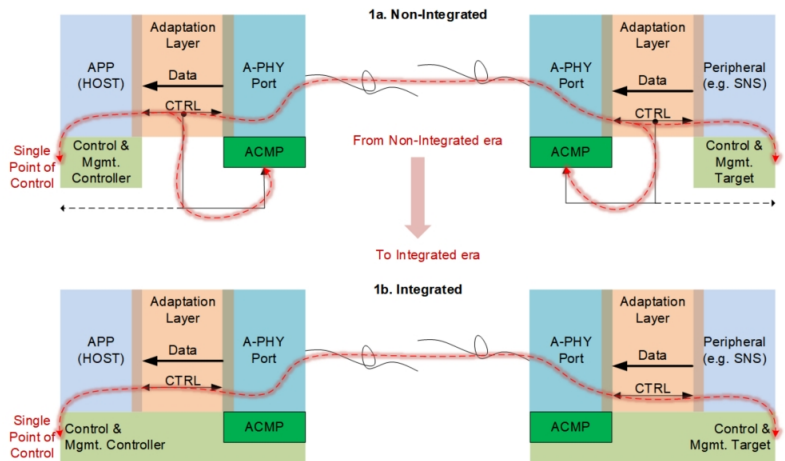 1a. Non-Integrated
Adaptation
Layer
APP
(HOST)
Data
A-PHY
Port
CTRL
Single
Point of
Control
Control &
Mgmt.
Controller
ACMP
From Non-Integrated era
A-PHY
Port
Adaptation
Layer
Data
Peripheral
(e.g. SNS)
CTRL
ACMP
Control &
Mgmt.
Target
To Integrated era
1b. Integrated
Adaptation
Layer
APP
(HOST)
Data
A-PHY
Port
CTRL
Single
Point of
Control
Control &
Mgmt. Controller
ACMP
A-PHY
Port
Adaptation
Layer
Data
Peripheral
(e.g. SNS)
CTRL
ACMP
Control &
Mgmt. Target